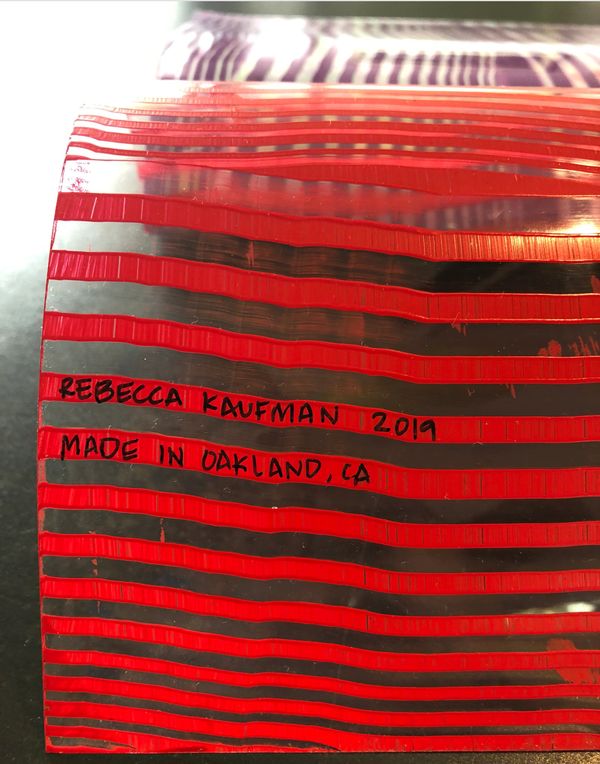 REBECCA KAUFMAN 2019
MADE IN OAKLAND, CA